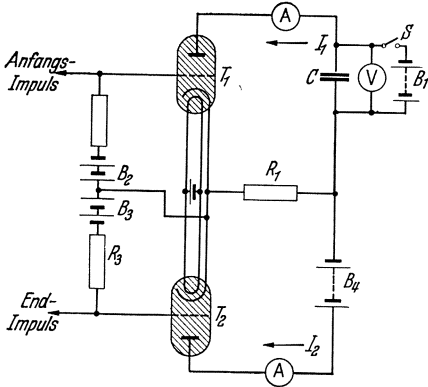 A
I1
S
Anfangs-
Impuls
T1
C
V
B1
B2
R1
B3
R3
B4
End-
Impuls
T2
I2
A